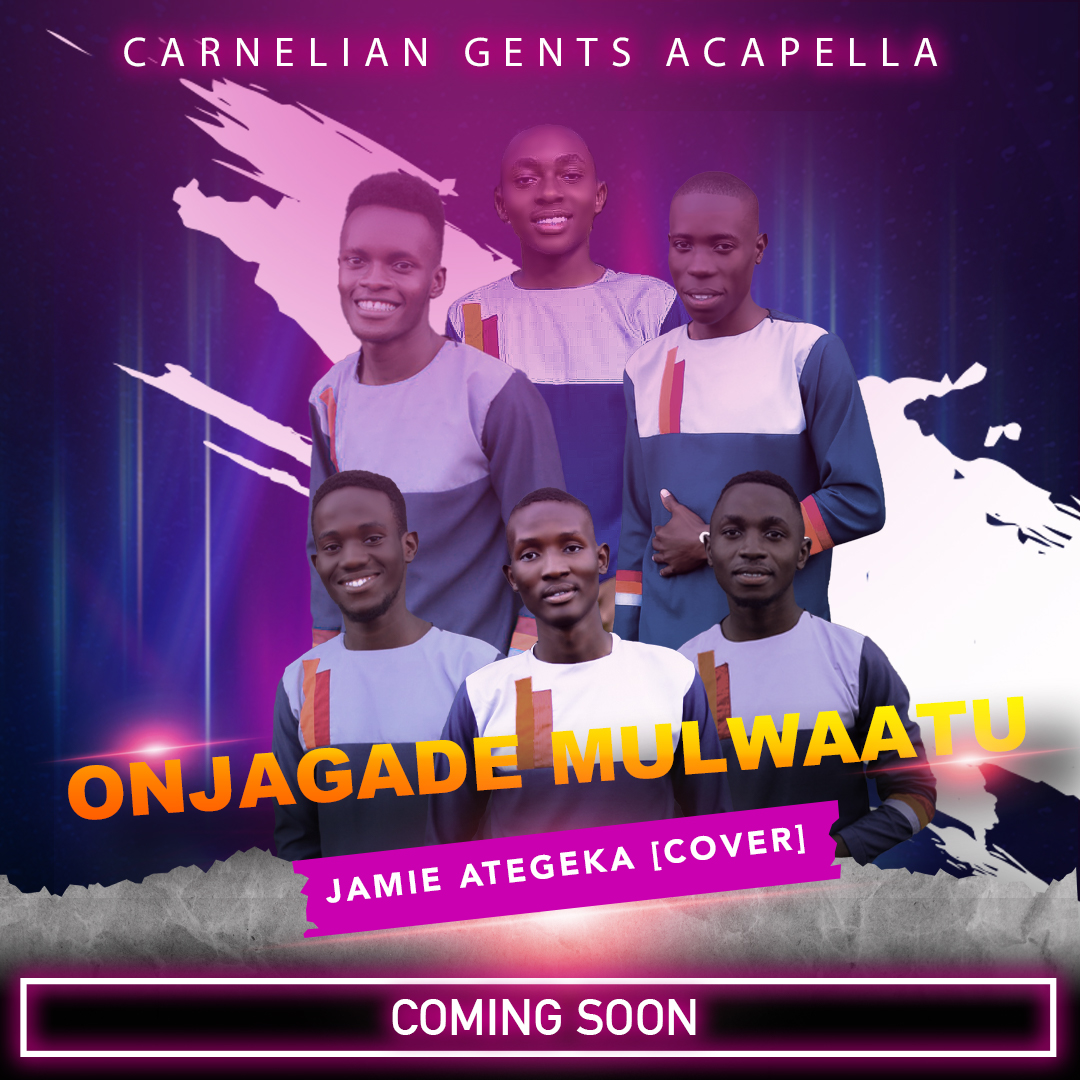 CARNELIAN GENTS ACAPELLA
ONJAGADE MULWAATU
JAMIE ATEGEKA [COVER]
COMING SOON